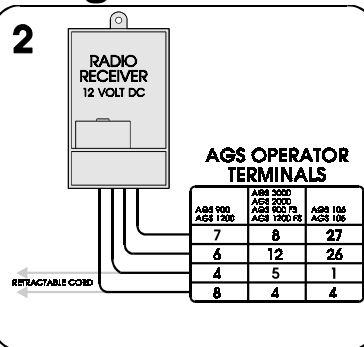 2
RADIO
RECEIVER
12 VOLT DC
AGS OPERATOR
TERMINALS
AGS 900
AGS 1200
AGS 3000
AGS 2000
AGS 900 FS
AGS 1200 FS
AGS 106
AGS 106
7 8 27
6 12 26
4 5 1
8 4 4
RETRACTABLE CORD